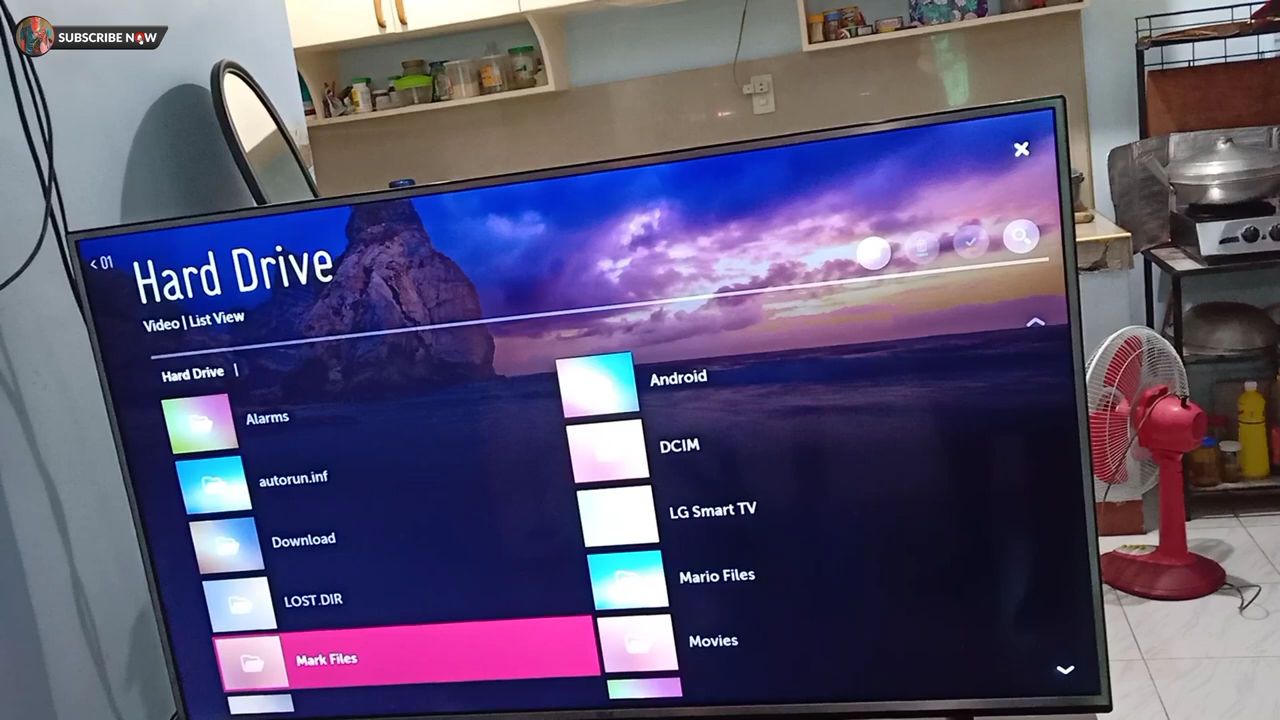 SUBSCRIBE NOW
< 01
Hard Drive
Video | List View
Hard Drive |
Alarms
Android
autorun.inf
DCIM
Download
LG Smart TV
LOST.DIR
Mario Files
Mark Files
Movies